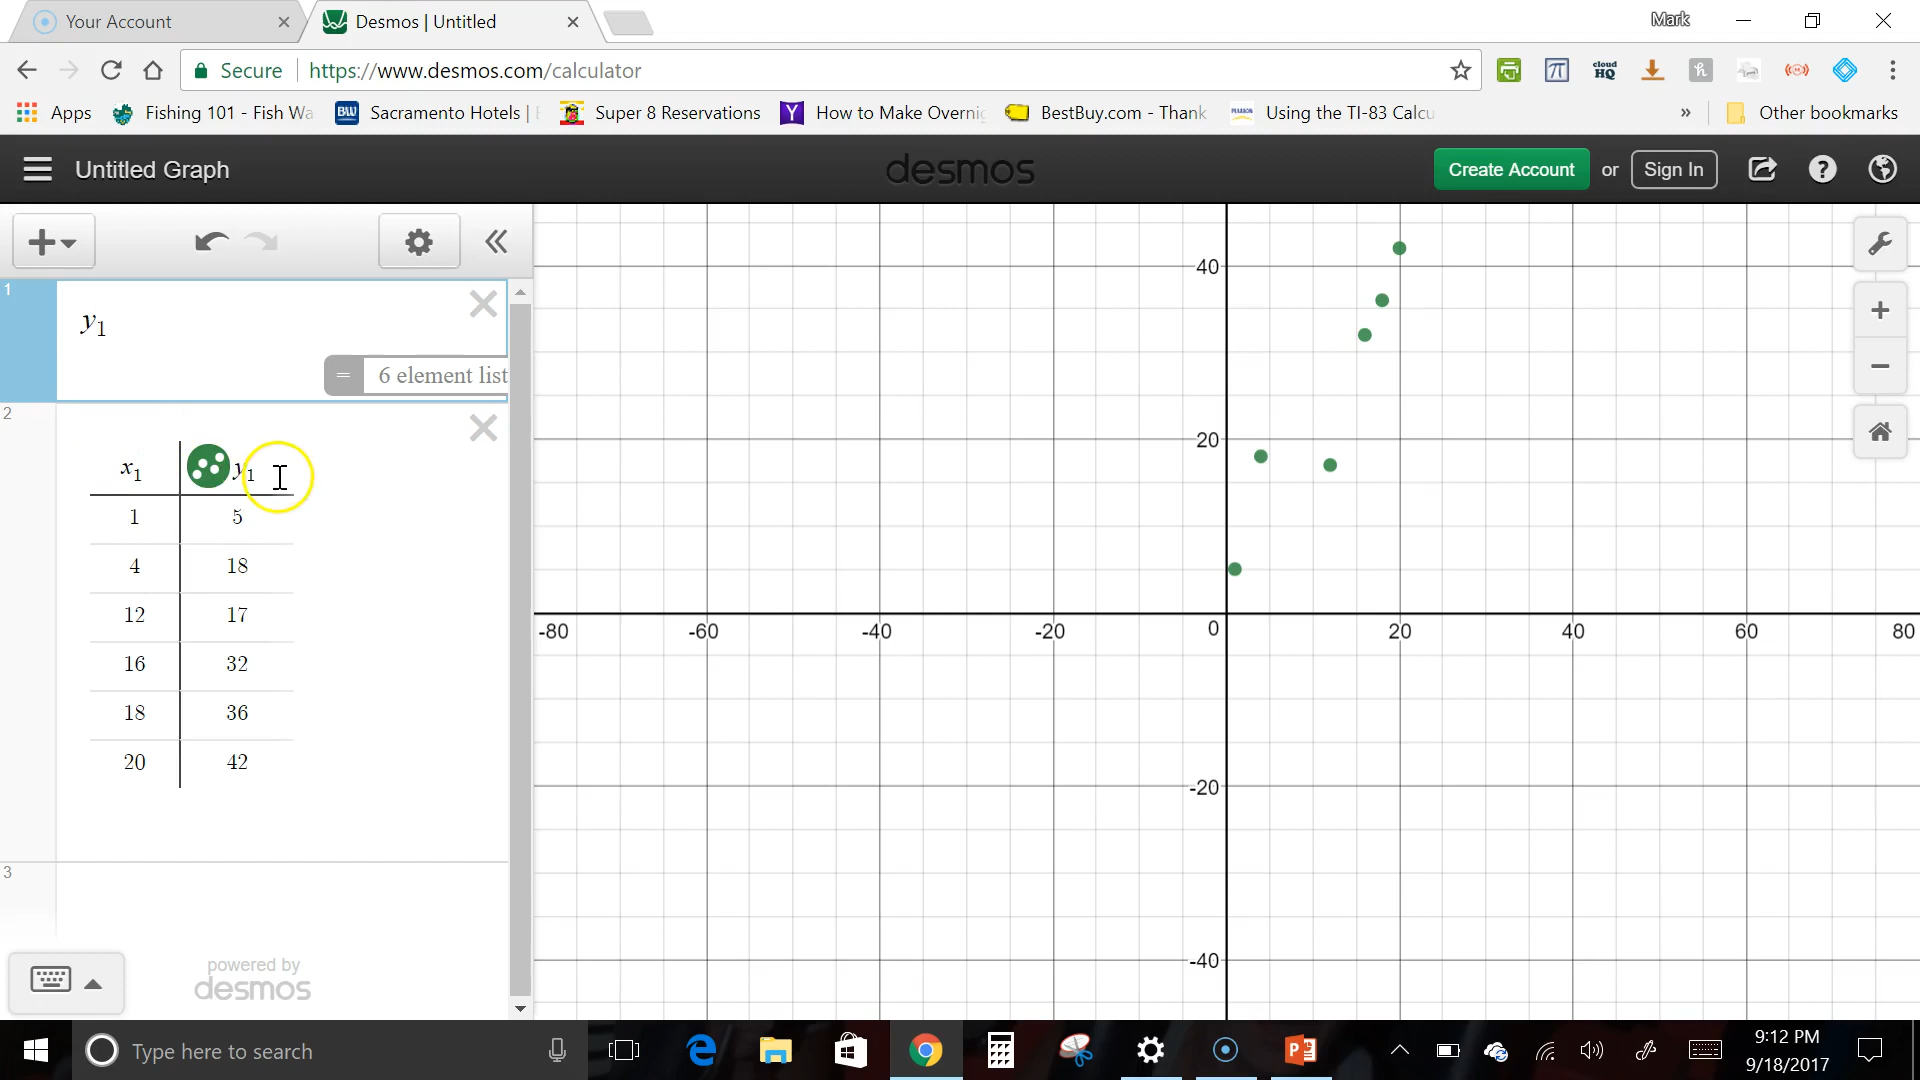 Your Account
Desmos | Untitled
Mark
Secure
https://www.desmos.com/calculator
Apps
Fishing 101 - Fish Wa
Sacramento Hotels |
Super 8 Reservations
How to Make Overnig
BestBuy.com - Thank
Using the TI-83 Calcu
»
Other bookmarks
Untitled Graph
desmos
Create Account
or
Sign In
1
y₁
= 6 element list
2
x₁ y₁
1 5
4 18
12 17
16 32
18 36
20 42
3
powered by
desmos
40
20
-80 -60 -40 -20 0 20 40 60 80
-20
-40
Type here to search
9:12 PM
9/18/2017